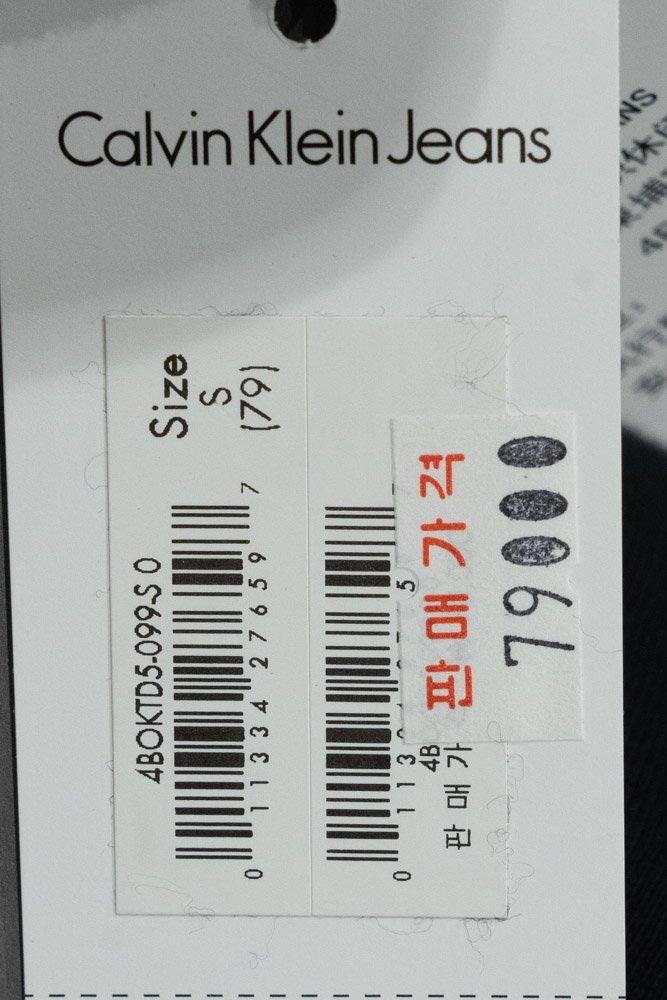 Calvin Klein Jeans
Size
S
(79)
4BOKTD5-099-S 0
0 11334 27659 7
판매가격
79000
4B
판매가